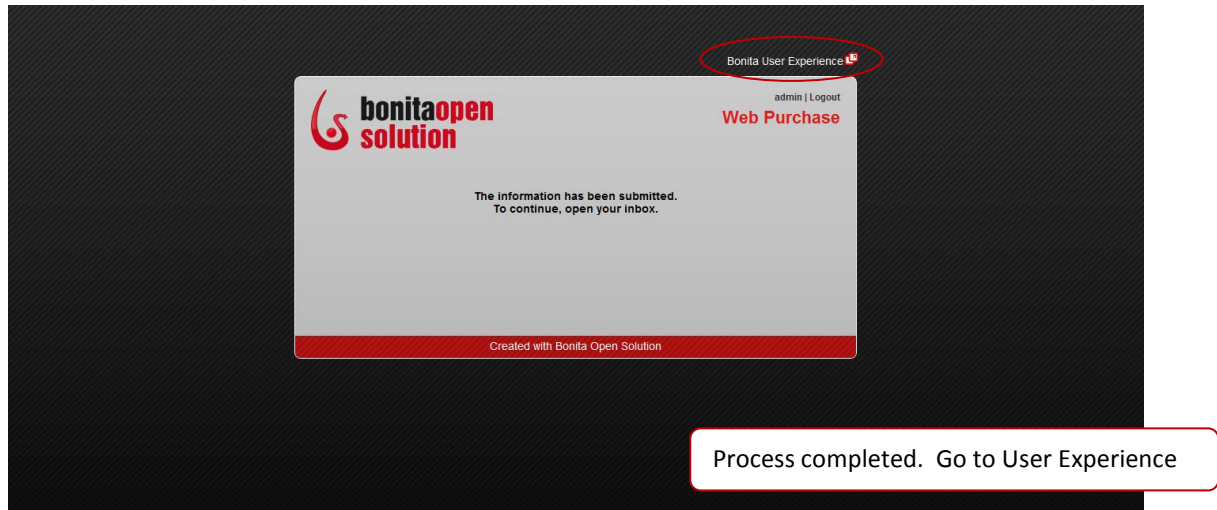 Bonita User Experience
bonitaopen
solution
admin | Logout
Web Purchase
The information has been submitted.
To continue, open your inbox.
Created with Bonita Open Solution
Process completed.  Go to User Experience